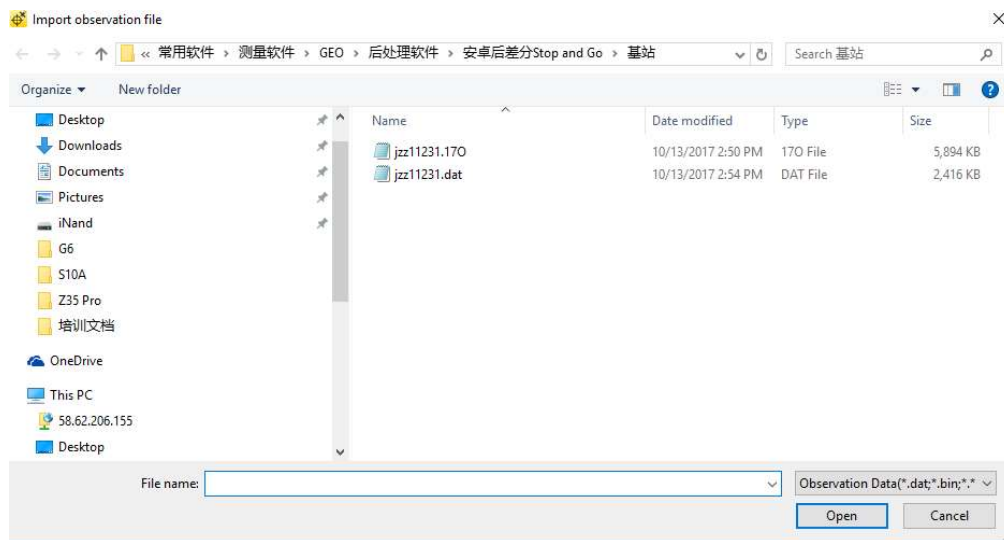 Import observation file
« 常用软件 › 测量软件 › GEO › 后处理软件 › 安卓后差分Stop and Go › 基站
Search 基站
Organize New folder
Name Date modified Type Size
Desktop
Downloads
Documents
Pictures
iNand
G6
S10A
Z35 Pro
培训文档
OneDrive
This PC
58.62.206.155
Desktop
jzz11231.17O 10/13/2017 2:50 PM 17O File 5,894 KB
jzz11231.dat 10/13/2017 2:54 PM DAT File 2,416 KB
File name:
Observation Data(*.dat;*.bin;*.*
Open Cancel